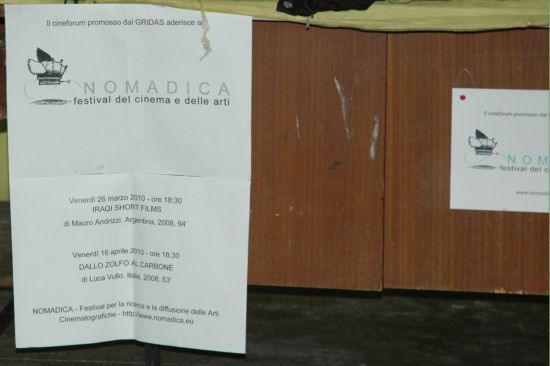 Il cineforum promosso dal GRIDAS aderisce a
NOMADICA
festival del cinema e delle arti
Venerdì 26 marzo 2010 - ore 18:30
IRAQI SHORT FILMS
di Mauro Andrizzi. Argentina, 2008. 94'
Venerdì 16 aprile 2010 - ore 18:30
DALLO ZOLFO AL CARBONE
di Luca Vullo. Italia, 2008. 53'
NOMADICA - Festival per la ricerca e la diffusione delle Arti
Cinematografiche - http://www.nomadica.eu
Il cineforum promosso dal
NOM
festival del c
www.nomadica